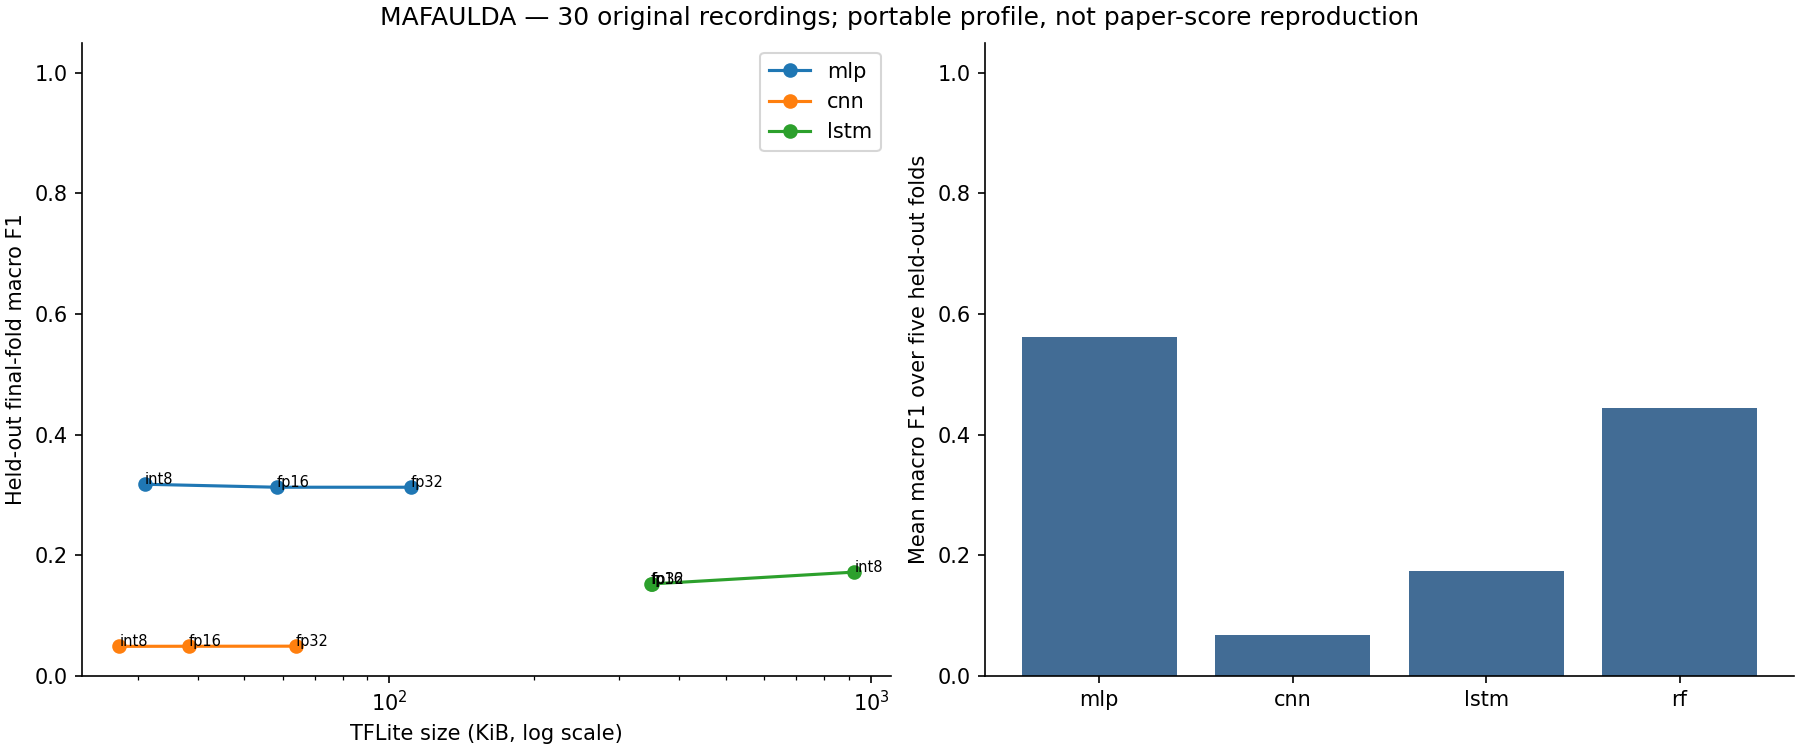 MAFAULDA — 30 original recordings; portable profile, not paper-score reproduction
Held-out final-fold macro F1
1.0
0.8
0.6
0.4
0.2
0.0
mlp
cnn
lstm
int8
fp16
fp32
int8
fp16
fp32
int8
10²
10³
TFLite size (KiB, log scale)
Mean macro F1 over five held-out folds
1.0
0.8
0.6
0.4
0.2
0.0
mlp
cnn
lstm
rf